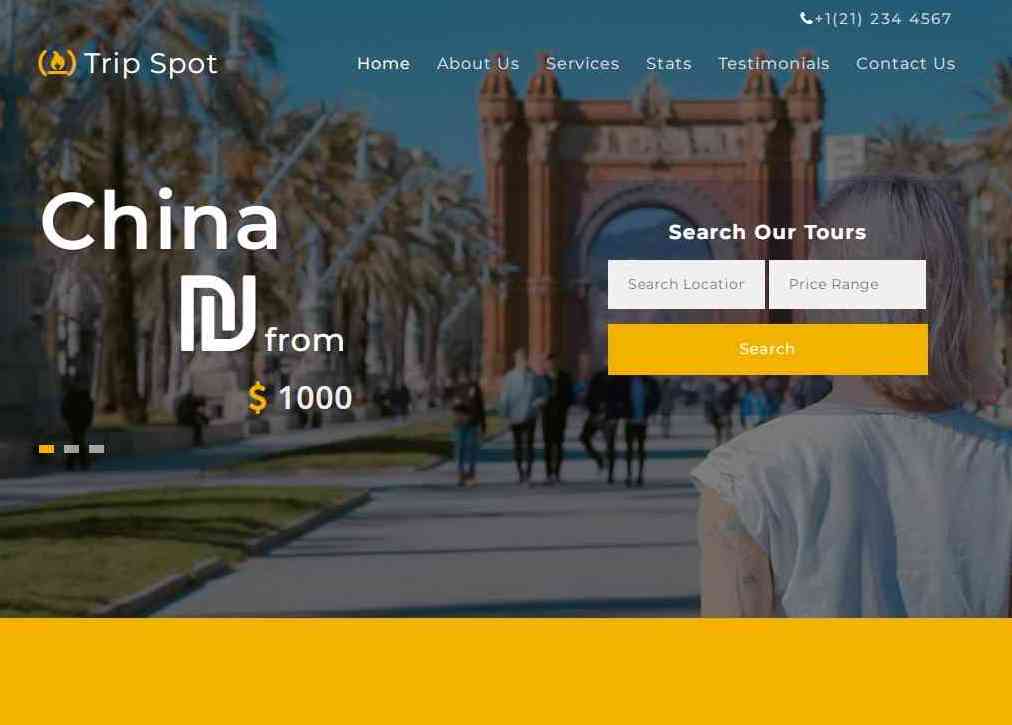 +1(21) 234 4567
Trip Spot
Home About Us Services Stats Testimonials Contact Us
China
₪ from
$ 1000
Search Our Tours
Search Location Price Range
Search